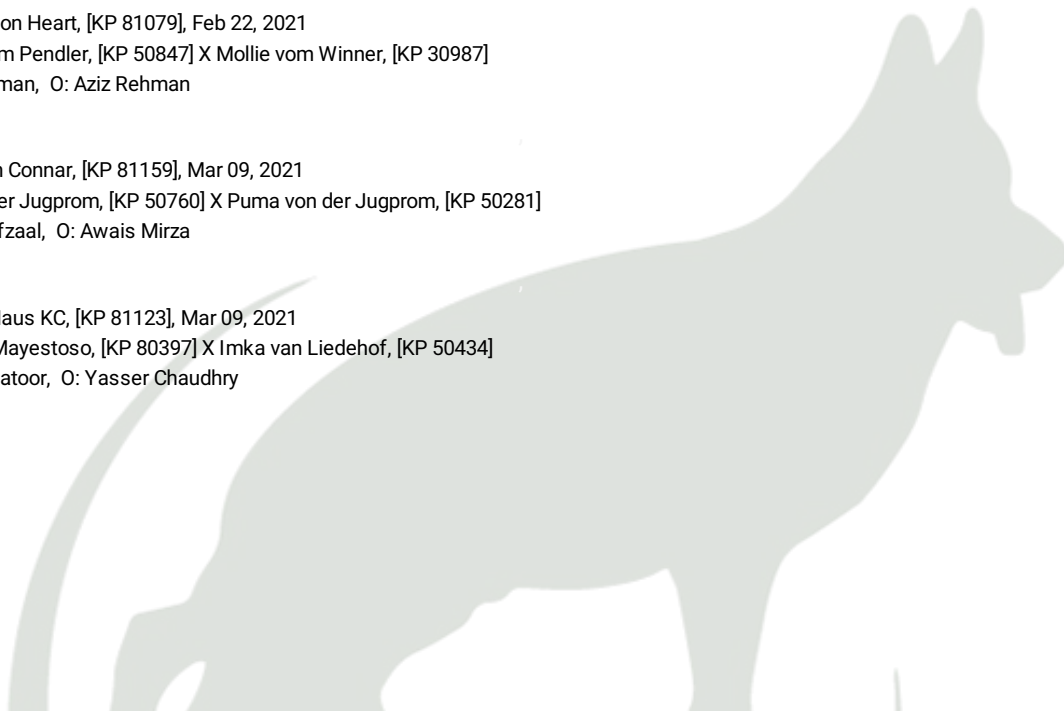 on Heart, [KP 81079], Feb 22, 2021
m Pendler, [KP 50847] X Mollie vom Winner, [KP 30987]
man, O: Aziz Rehman
n Connar, [KP 81159], Mar 09, 2021
er Jugprom, [KP 50760] X Puma von der Jugprom, [KP 50281]
fzaal, O: Awais Mirza
Haus KC, [KP 81123], Mar 09, 2021
Mayestoso, [KP 80397] X Imka van Liedehof, [KP 50434]
atoor, O: Yasser Chaudhry